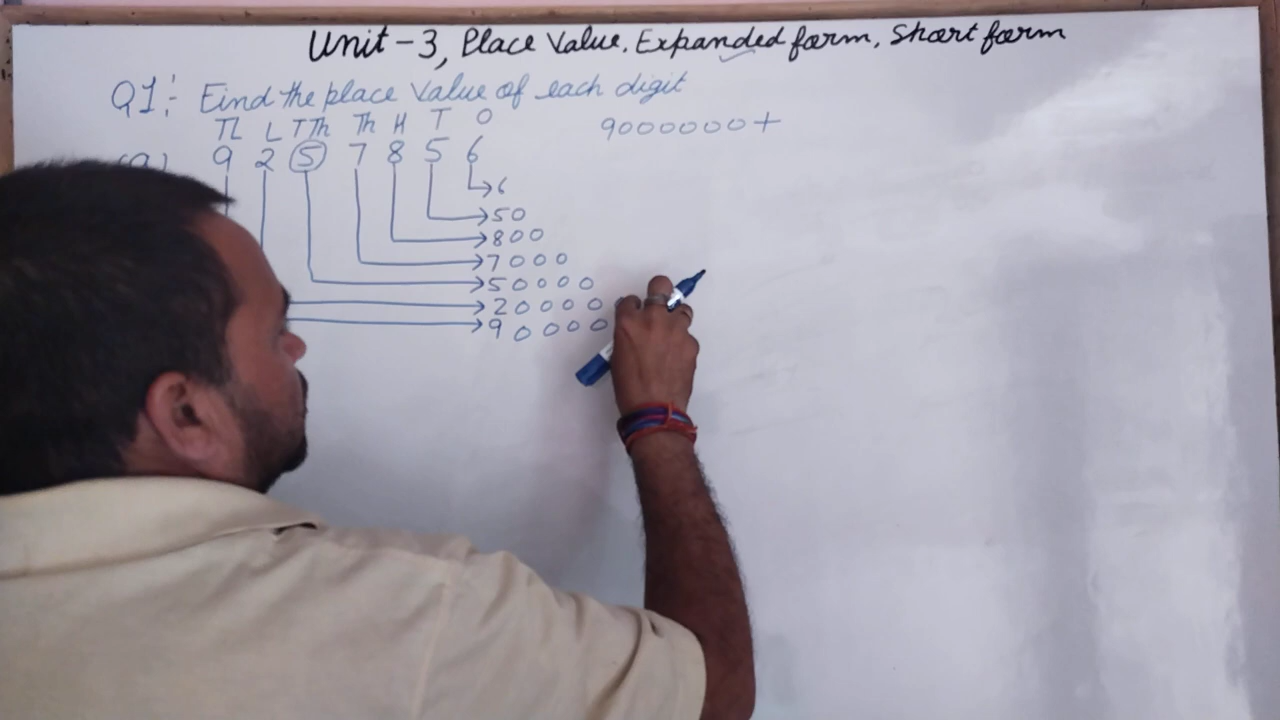 Unit-3, Place Value, Expanded form, Short form
Q1:- Find the place value of each digit
TL L TTh Th H T O
9000000+
(a) 9 2 5 7 8 5 6
6
50
800
7000
50000
20000
90000